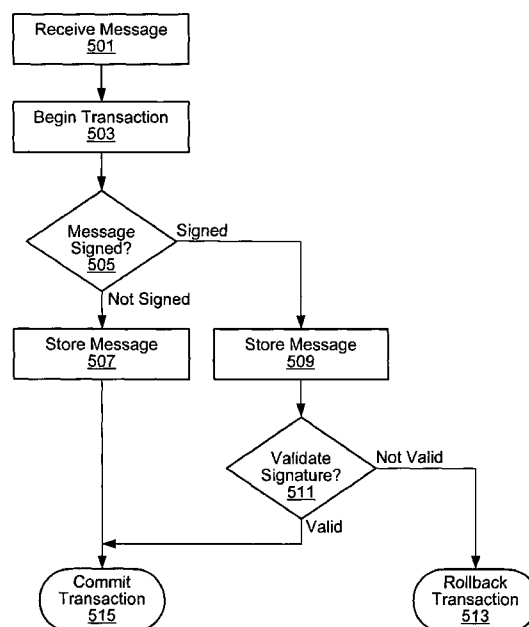 Receive Message
501
Begin Transaction
503
Message
Signed?
505
Signed
Not Signed
Store Message
507
Store Message
509
Validate
Signature?
511
Not Valid
Valid
Commit
Transaction
515
Rollback
Transaction
513